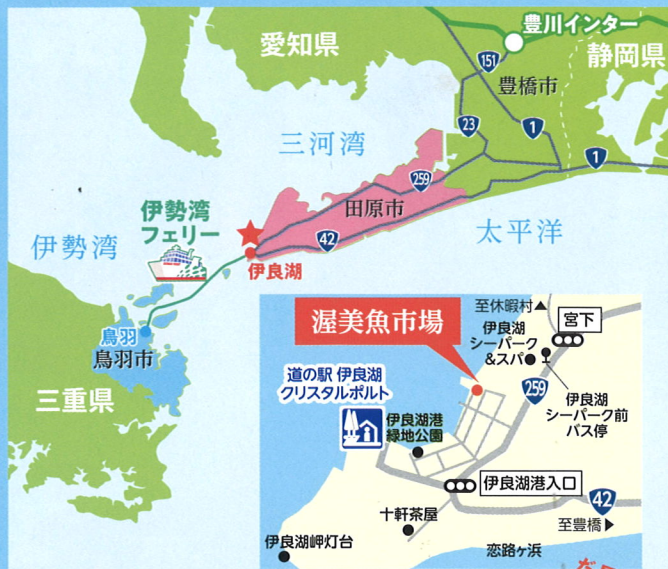 豊川インター
愛知県
静岡県
151
豊橋市
23
1
三河湾
1
259
田原市
伊勢湾
フェリー
42
太平洋
伊勢湾
伊良湖
鳥羽
鳥羽市
三重県
至休暇村▲
宮下
渥美魚市場
伊良湖
シーパーク
&スパ
道の駅 伊良湖
クリスタルポルト
259
伊良湖
シーパーク前
バス停
伊良湖港
緑地公園
伊良湖港入口
42
十軒茶屋
至豊橋▶
伊良湖岬灯台
恋路ヶ浜